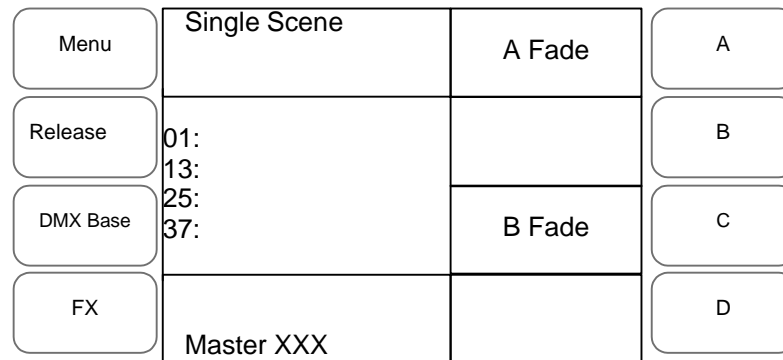 Menu
Single Scene
A Fade
A
Release
01:
13:
25:
37:
B
DMX Base
B Fade
C
FX
Master XXX
D